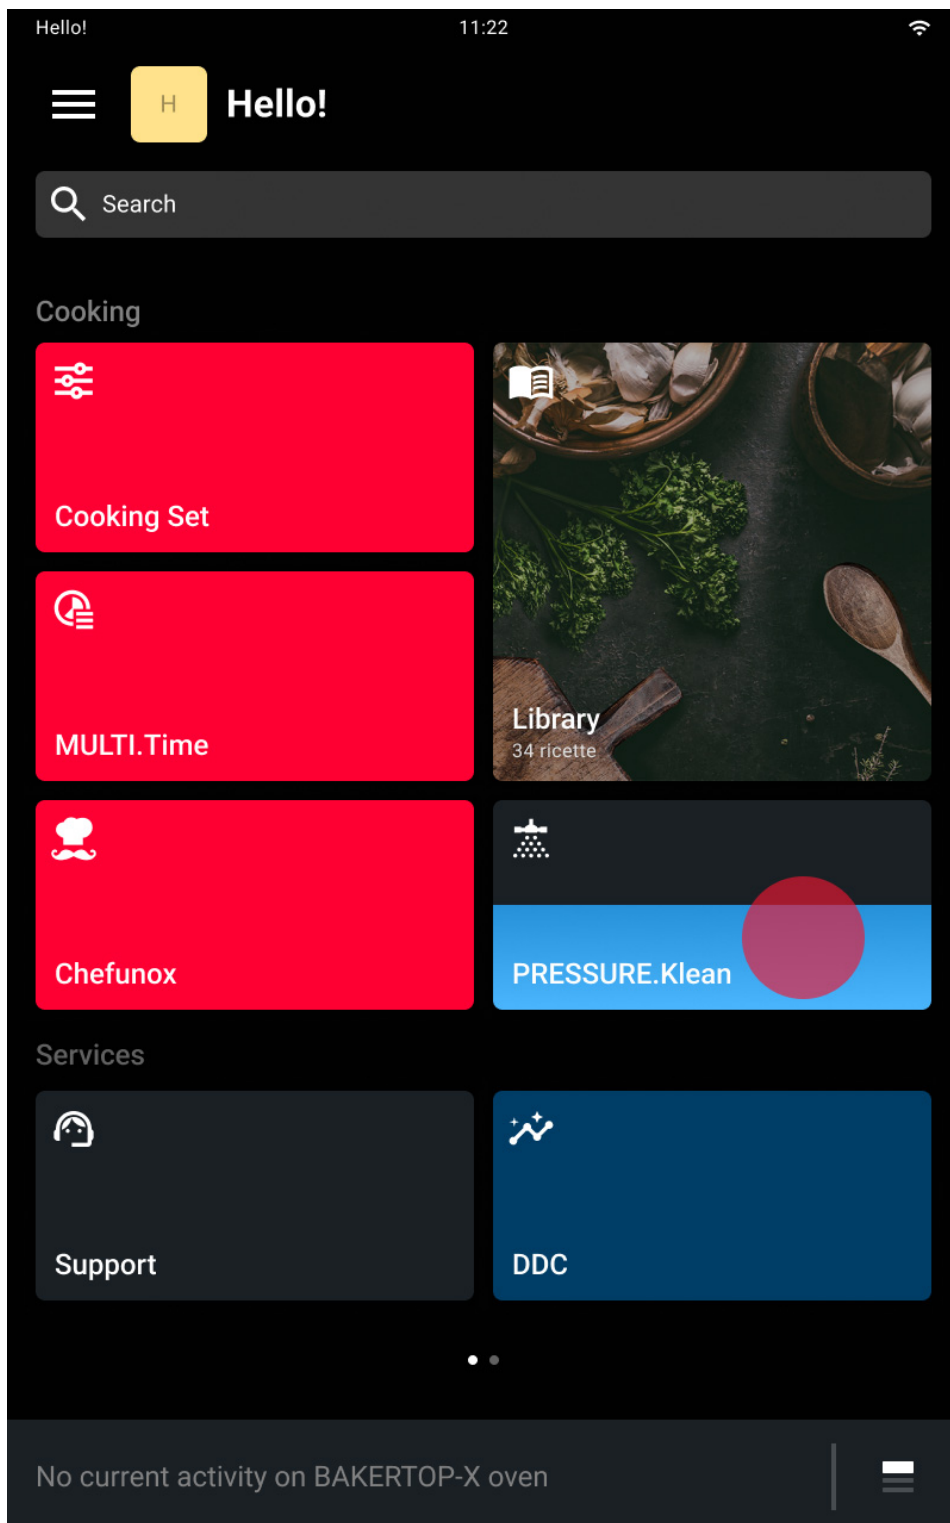 Hello!
11:22
H
Hello!
Search
Cooking
Cooking Set
MULTI.Time
Library
34 ricette
Chefunox
PRESSURE.Klean
Services
Support
DDC
No current activity on BAKERTOP-X oven